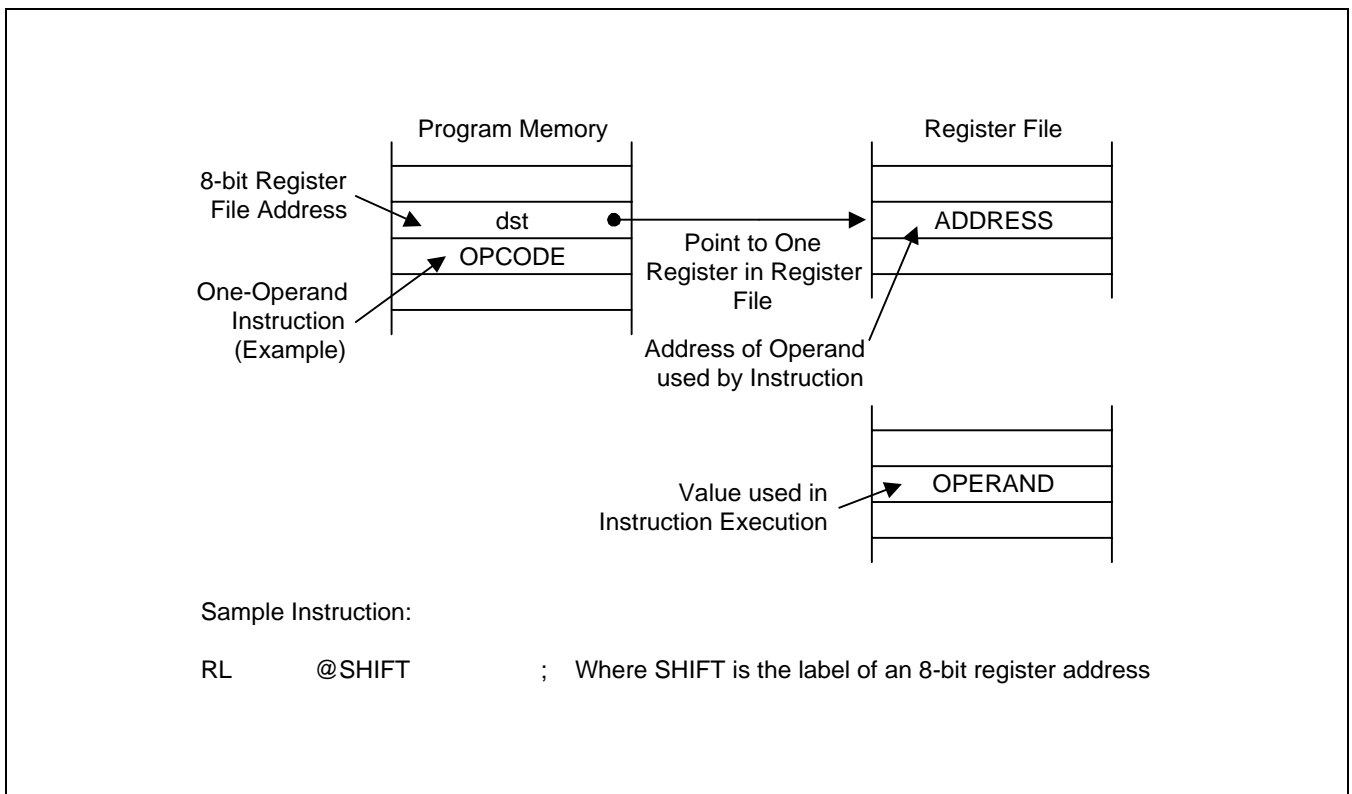 Program Memory
Register File
8-bit Register
File Address
dst
ADDRESS
OPCODE
Point to One
Register in Register
File
One-Operand
Instruction
(Example)
Address of Operand
used by Instruction
OPERAND
Value used in
Instruction Execution
Sample Instruction:
RL @SHIFT ; Where SHIFT is the label of an 8-bit register address